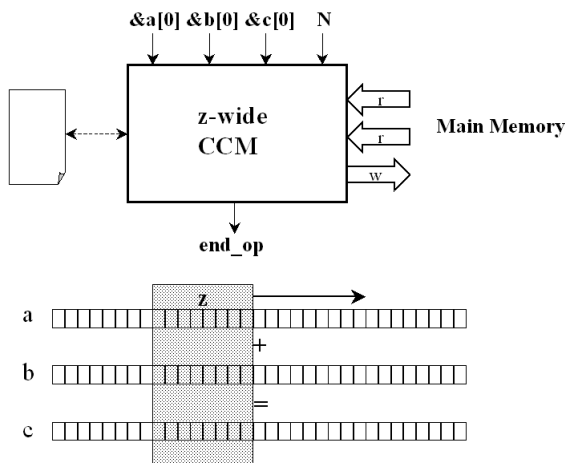 &a[0] &b[0] &c[0] N
z-wide
CCM
r
r
w
Main Memory
end_op
z
a
+
b
=
c